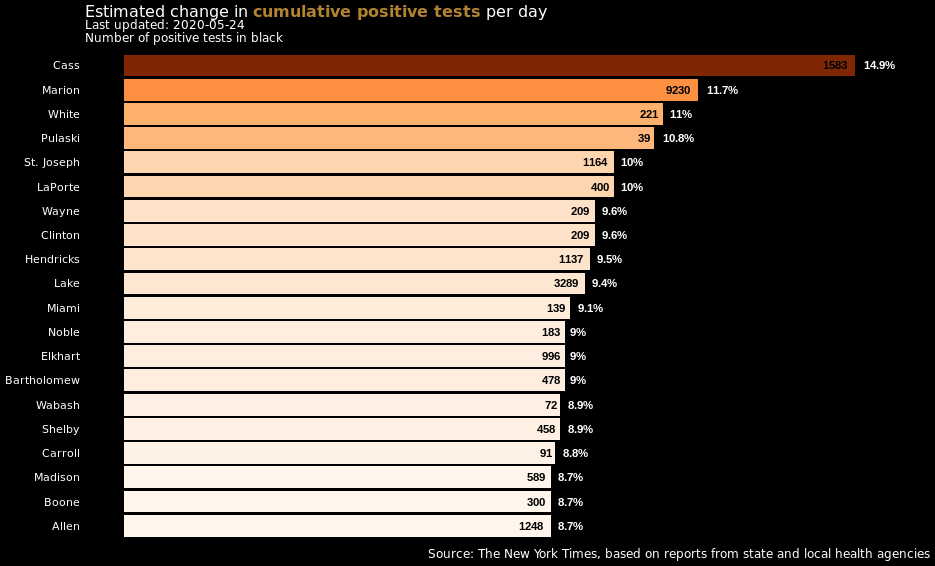 Estimated change in cumulative positive tests per day
Last updated: 2020-05-24
Number of positive tests in black
Cass 1583 14.9%
Marion 9230 11.7%
White 221 11%
Pulaski 39 10.8%
St. Joseph 1164 10%
LaPorte 400 10%
Wayne 209 9.6%
Clinton 209 9.6%
Hendricks 1137 9.5%
Lake 3289 9.4%
Miami 139 9.1%
Noble 183 9%
Elkhart 996 9%
Bartholomew 478 9%
Wabash 72 8.9%
Shelby 458 8.9%
Carroll 91 8.8%
Madison 589 8.7%
Boone 300 8.7%
Allen 1248 8.7%
Source: The New York Times, based on reports from state and local health agencies